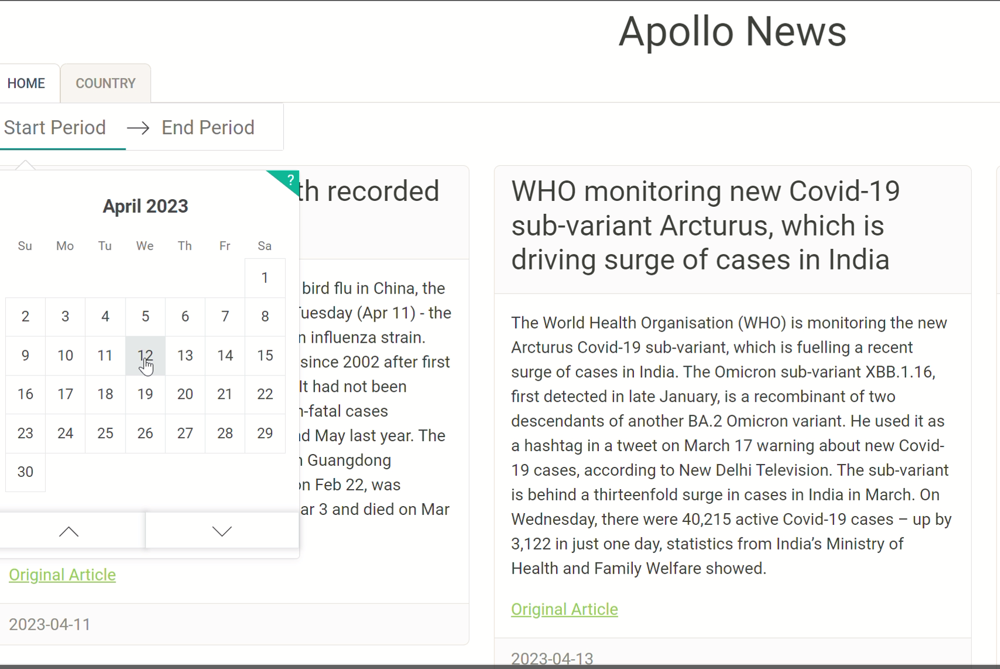 Apollo News
HOME
COUNTRY
Start Period → End Period
?
April 2023
Su Mo Tu We Th Fr Sa
1
2 3 4 5 6 7 8
9 10 11 12 13 14 15
16 17 18 19 20 21 22
23 24 25 26 27 28 29
30
recorded
bird flu in China, the
(Apr 11) - the
influenza strain.
since 2002 after first
It had not been
cases
May last year. The
Guangdong
Feb 22, was
3 and died on Mar
Original Article
2023-04-11
WHO monitoring new Covid-19
sub-variant Arcturus, which is
driving surge of cases in India
The World Health Organisation (WHO) is monitoring the new
Arcturus Covid-19 sub-variant, which is fuelling a recent
surge of cases in India. The Omicron sub-variant XBB.1.16,
first detected in late January, is a recombinant of two
descendants of another BA.2 Omicron variant. He used it as
a hashtag in a tweet on March 17 warning about new Covid-
19 cases, according to New Delhi Television. The sub-variant
is behind a thirteenfold surge in cases in India in March. On
Wednesday, there were 40,215 active Covid-19 cases – up by
3,122 in just one day, statistics from India’s Ministry of
Health and Family Welfare showed.
Original Article
2023-04-13